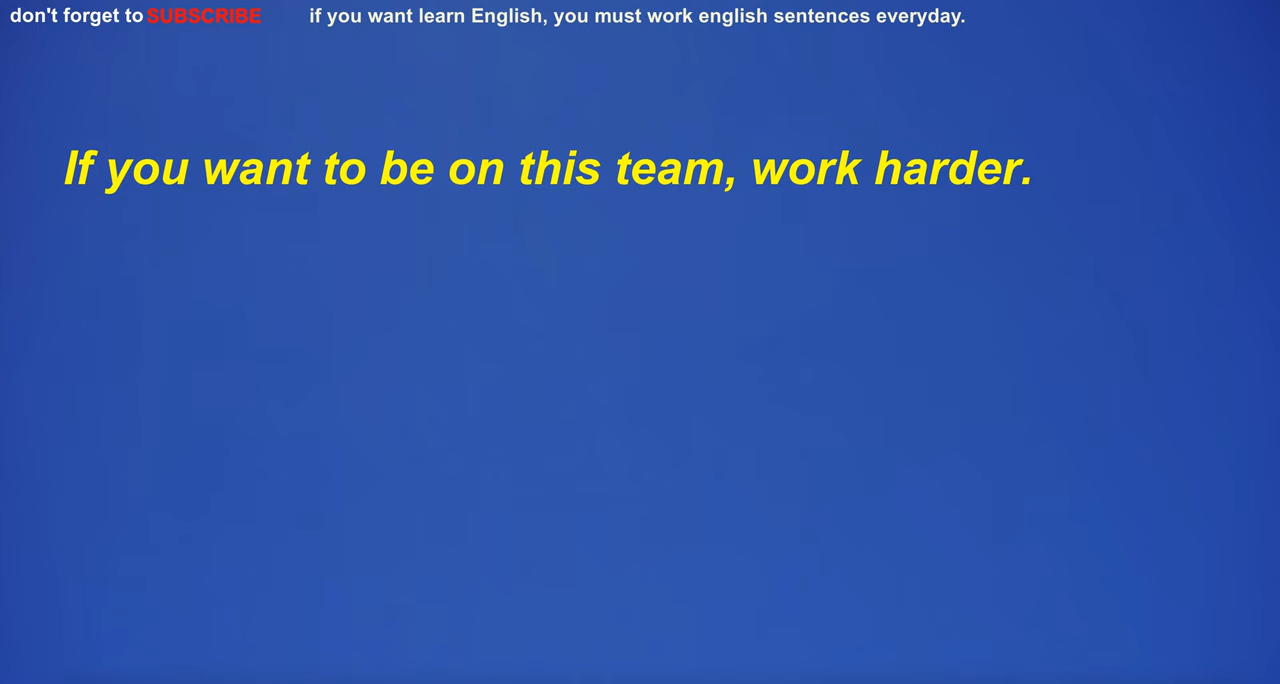 don't forget to SUBSCRIBE if you want learn English, you must work english sentences everyday.
If you want to be on this team, work harder.